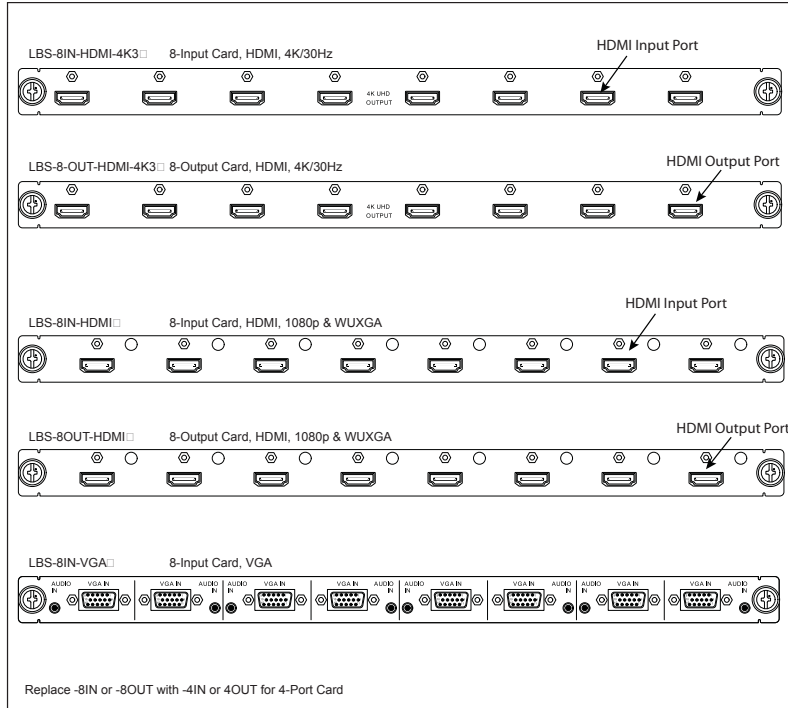 LBS-8IN-HDMI-4K3□ 8-Input Card, HDMI, 4K/30Hz
HDMI Input Port
4K UHD
OUTPUT
LBS-8-OUT-HDMI-4K3□ 8-Output Card, HDMI, 4K/30Hz
HDMI Output Port
4K UHD
OUTPUT
HDMI Input Port
LBS-8IN-HDMI□ 8-Input Card, HDMI, 1080p & WUXGA
HDMI Output Port
LBS-8OUT-HDMI□ 8-Output Card, HDMI, 1080p & WUXGA
LBS-8IN-VGA□ 8-Input Card, VGA
AUDIO IN VGA IN VGA IN AUDIO IN AUDIO IN VGA IN VGA IN AUDIO IN AUDIO IN VGA IN VGA IN AUDIO IN AUDIO IN VGA IN VGA IN AUDIO IN
Replace -8IN or -8OUT with -4IN or 4OUT for 4-Port Card